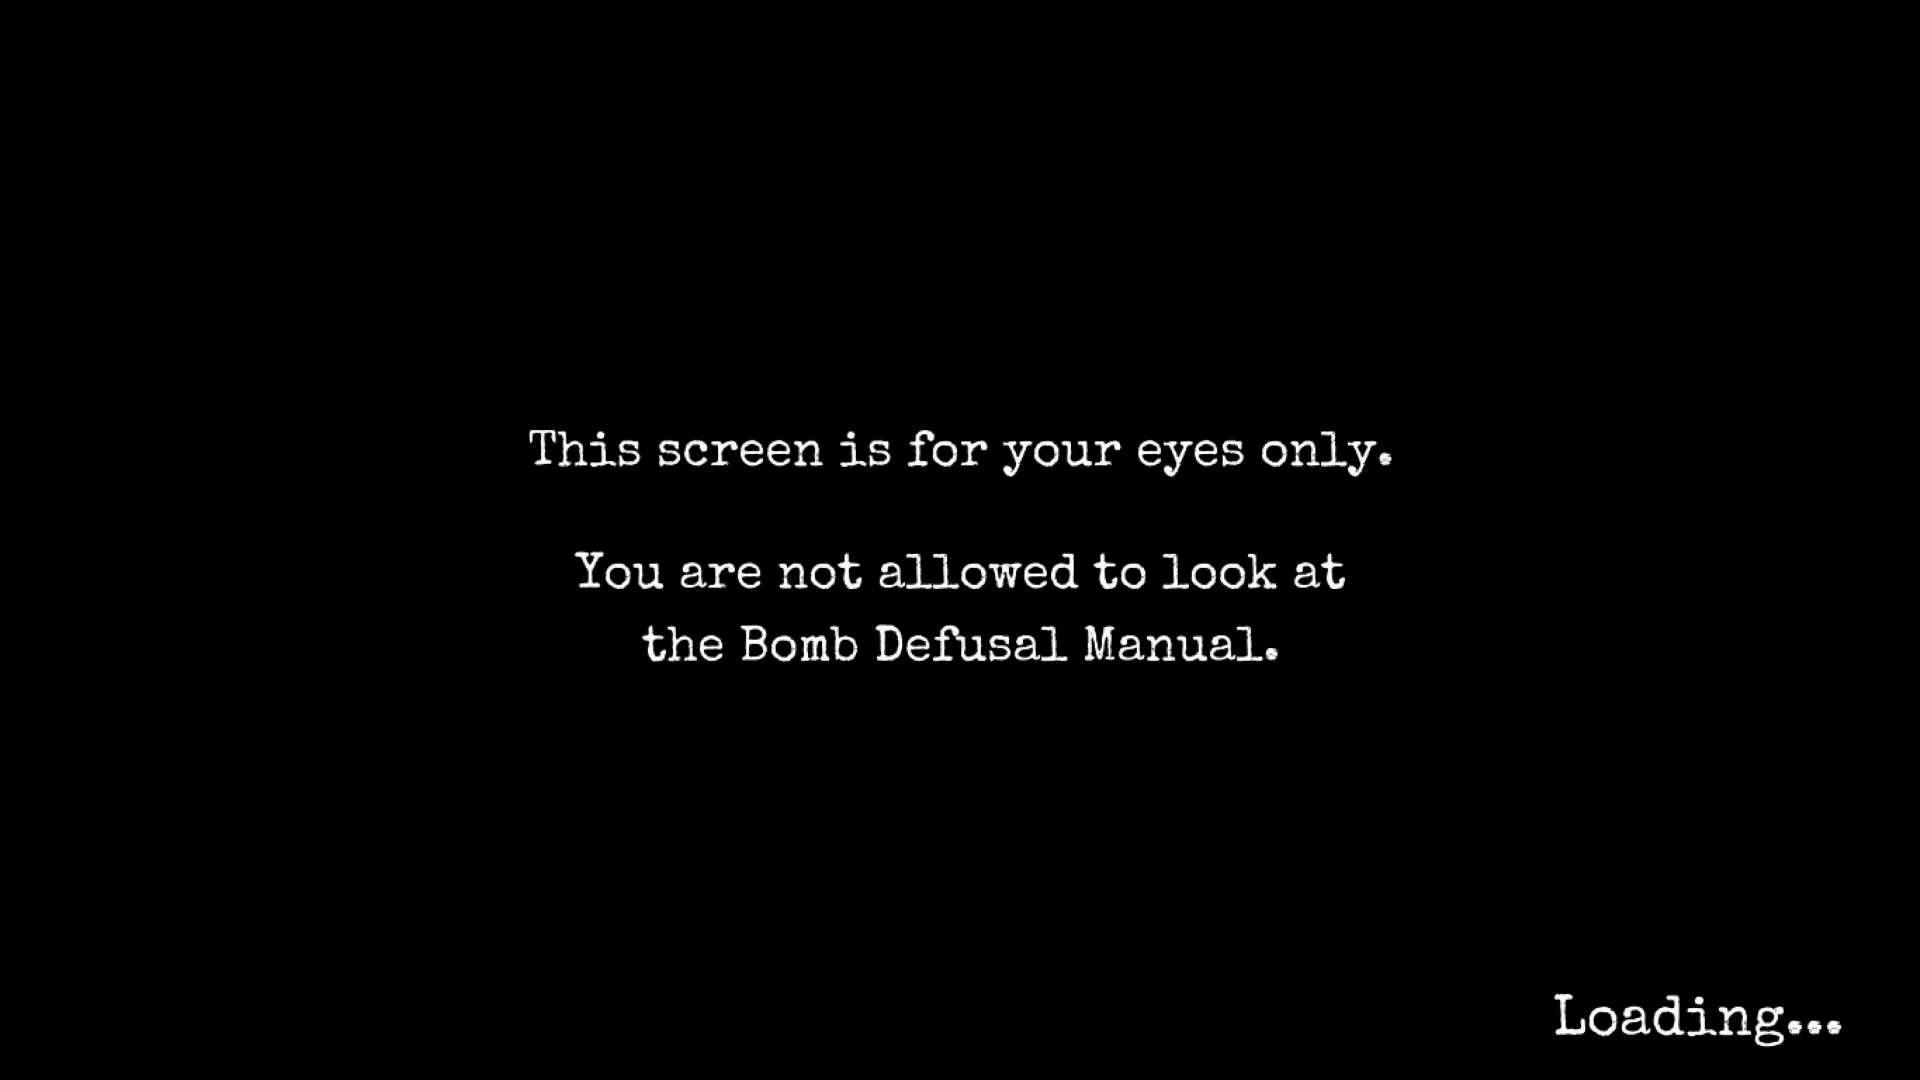 This screen is for your eyes only.
You are not allowed to look at
the Bomb Defusal Manual.
Loading...